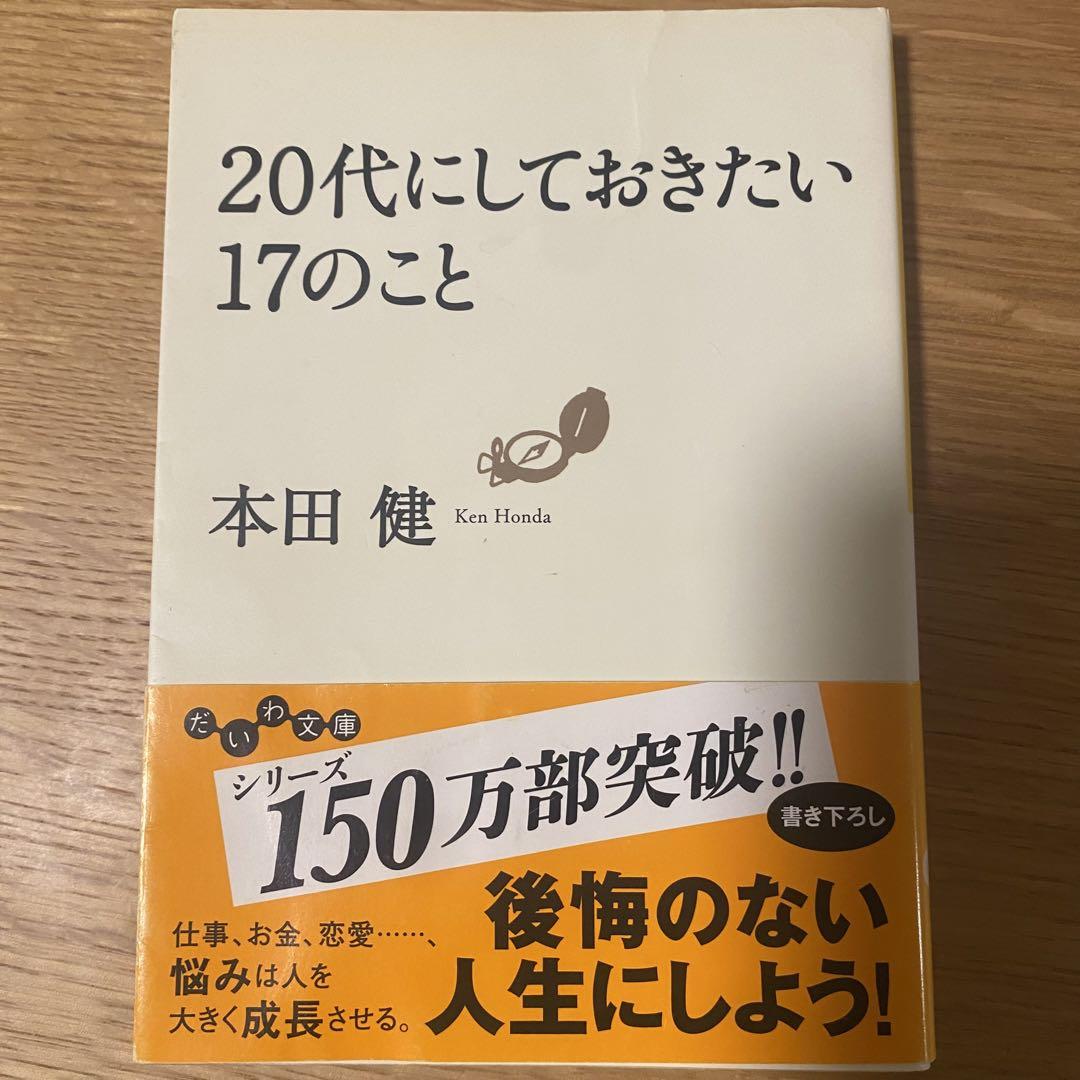 20代にしておきたい
17のこと
本田 健 Ken Honda
だいわ文庫
シリーズ
150万部突破!!
書き下ろし
後悔のない
人生にしよう!
仕事、お金、恋愛……、
悩みは人を
大きく成長させる。